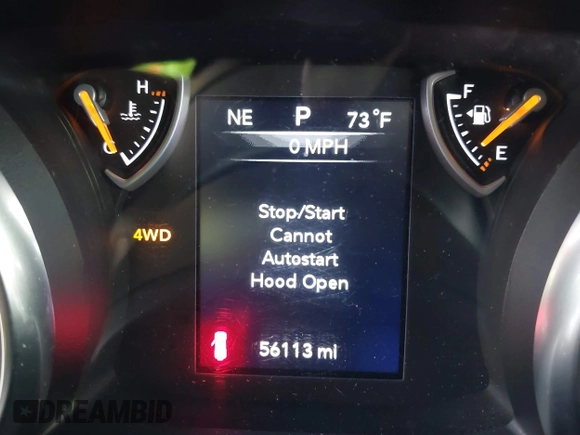 H
C
NE P 73°F
0 MPH
F
E
Stop/Start
Cannot
Autostart
Hood Open
4WD
56113 mi
DREAMBID